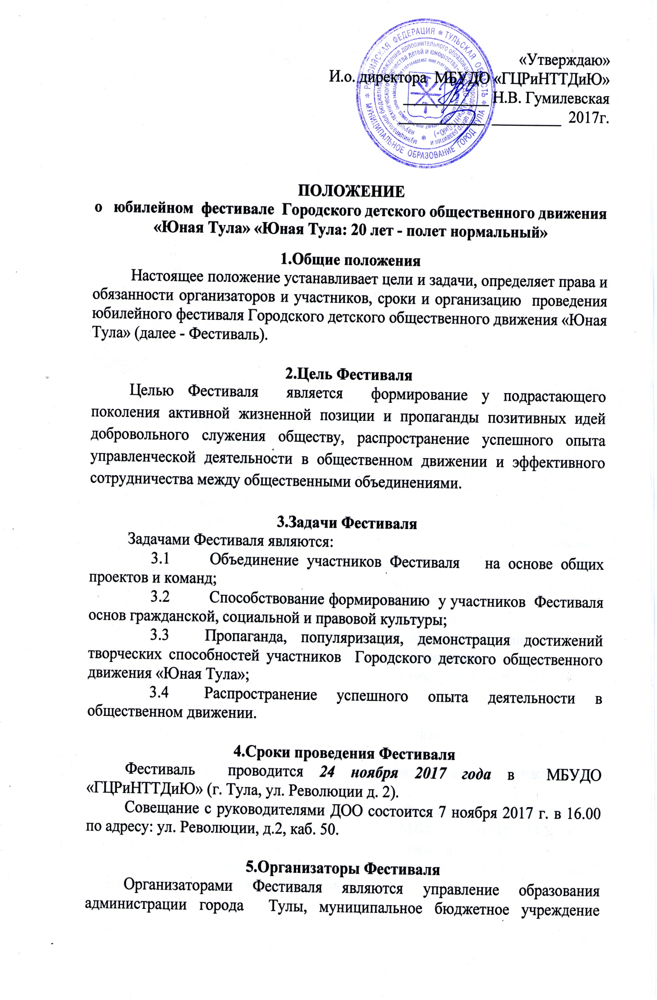 «Утверждаю»
И.о. директора МБУДО «ГЦРиНТТДиЮ»
____________ Н.В. Гумилевская
____________ __________ 2017г.
РОССИЙСКАЯ ФЕДЕРАЦИЯ * ТУЛЬСКАЯ ОБЛАСТЬ *
МУНИЦИПАЛЬНОЕ ОБРАЗОВАНИЕ ГОРОД ТУЛА *
ПОЛОЖЕНИЕ
о юбилейном фестивале Городского детского общественного движения
«Юная Тула» «Юная Тула: 20 лет - полет нормальный»
1.Общие положения
Настоящее положение устанавливает цели и задачи, определяет права и
обязанности организаторов и участников, сроки и организацию проведения
юбилейного фестиваля Городского детского общественного движения «Юная
Тула» (далее - Фестиваль).
2.Цель Фестиваля
Целью Фестиваля является формирование у подрастающего
поколения активной жизненной позиции и пропаганды позитивных идей
добровольного служения обществу, распространение успешного опыта
управленческой деятельности в общественном движении и эффективного
сотрудничества между общественными объединениями.
3.Задачи Фестиваля
Задачами Фестиваля являются:
3.1 Объединение участников Фестиваля на основе общих
проектов и команд;
3.2 Способствование формированию у участников Фестиваля
основ гражданской, социальной и правовой культуры;
3.3 Пропаганда, популяризация, демонстрация достижений
творческих способностей участников Городского детского общественного
движения «Юная Тула»;
3.4 Распространение успешного опыта деятельности в
общественном движении.
4.Сроки проведения Фестиваля
Фестиваль проводится 24 ноября 2017 года в МБУДО
«ГЦРиНТТДиЮ» (г. Тула, ул. Революции д. 2).
Совещание с руководителями ДОО состоится 7 ноября 2017 г. в 16.00
по адресу: ул. Революции, д.2, каб. 50.
5.Организаторы Фестиваля
Организаторами Фестиваля являются управление образования
администрации города Тулы, муниципальное бюджетное учреждение